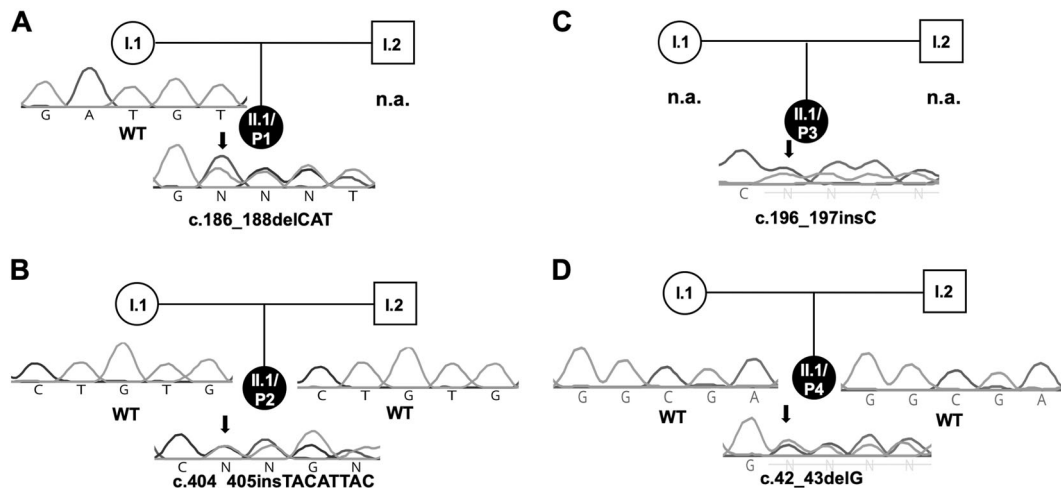 A
I.1
I.2
n.a.
G A T G T
WT
II.1/
P1
G N N N T
c.186_188delCAT
B
I.1
I.2
C T G T G
WT
II.1/
P2
C T G T G
WT
C N N G N
c.404_405insTACATTAC
C
I.1
I.2
n.a.
n.a.
II.1/
P3
C N N A N
c.196_197insC
D
I.1
I.2
G G C G A
WT
II.1/
P4
G G C G A
WT
G N N N N
c.42_43delG